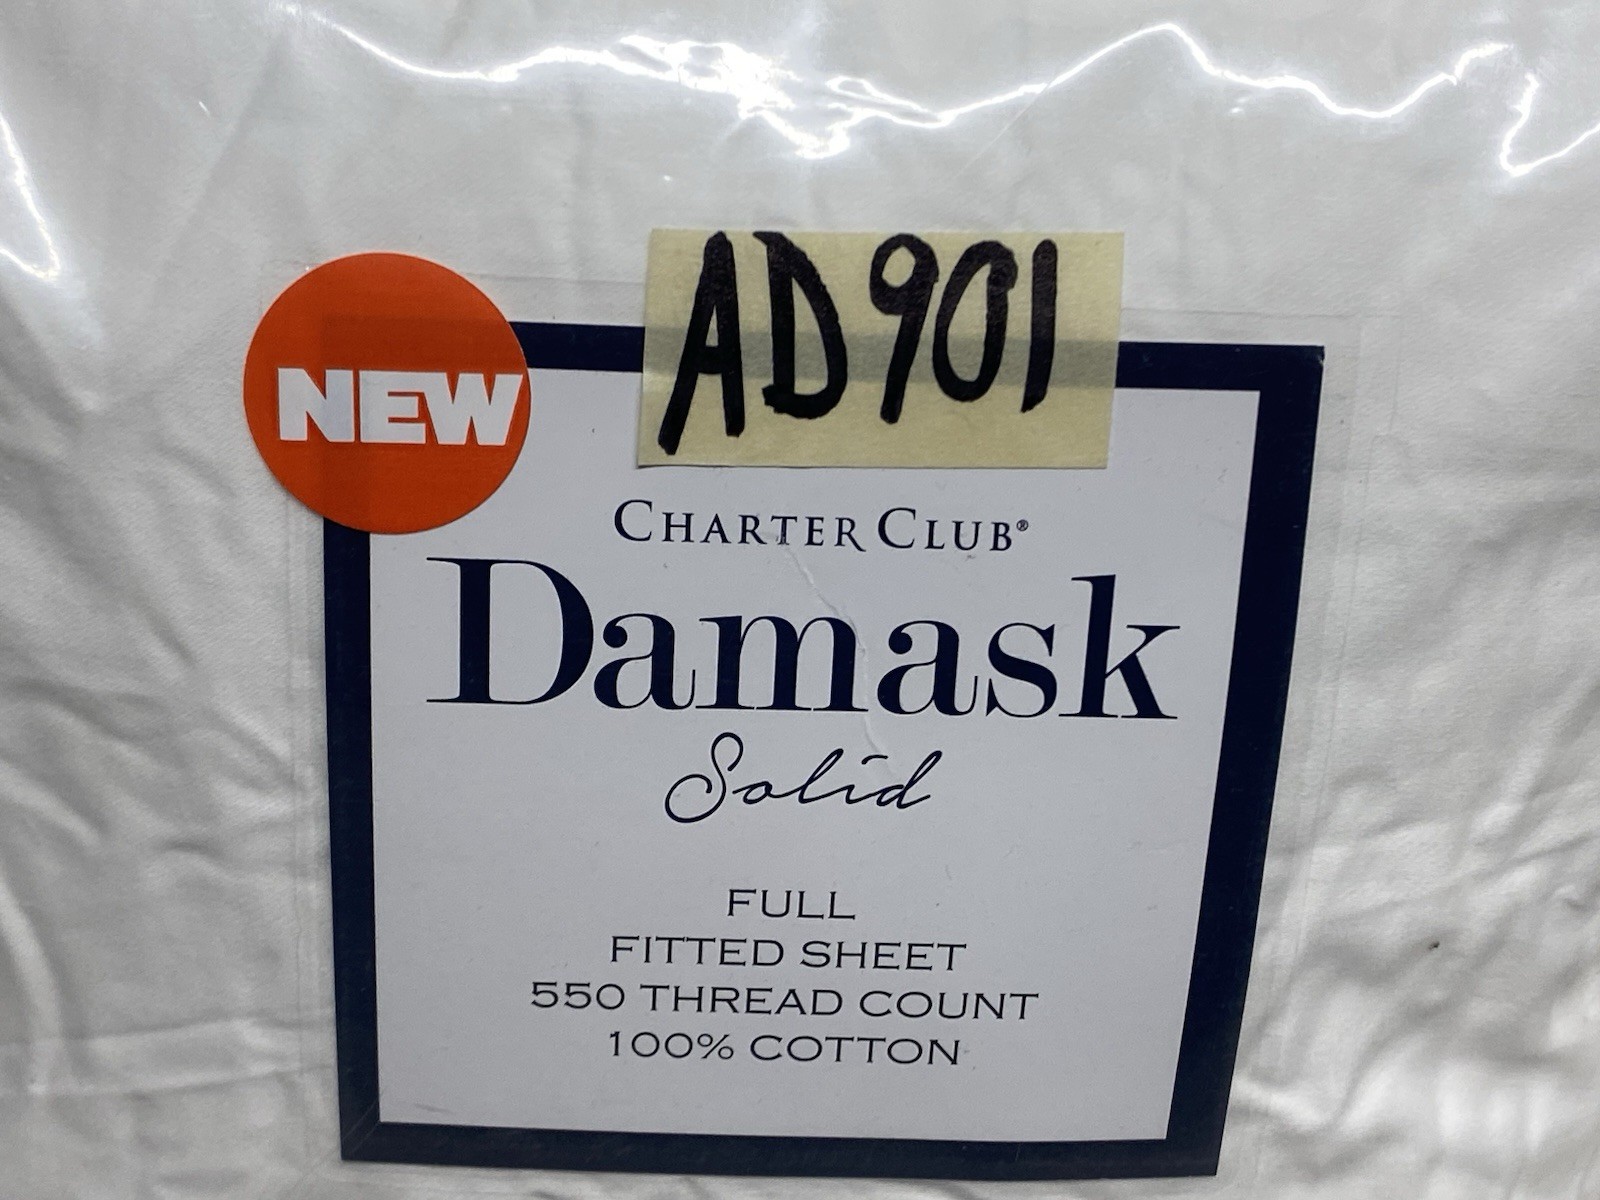 AD901
NEW
CHARTER CLUB®
Damask
Solid
FULL
FITTED SHEET
550 THREAD COUNT
100% COTTON